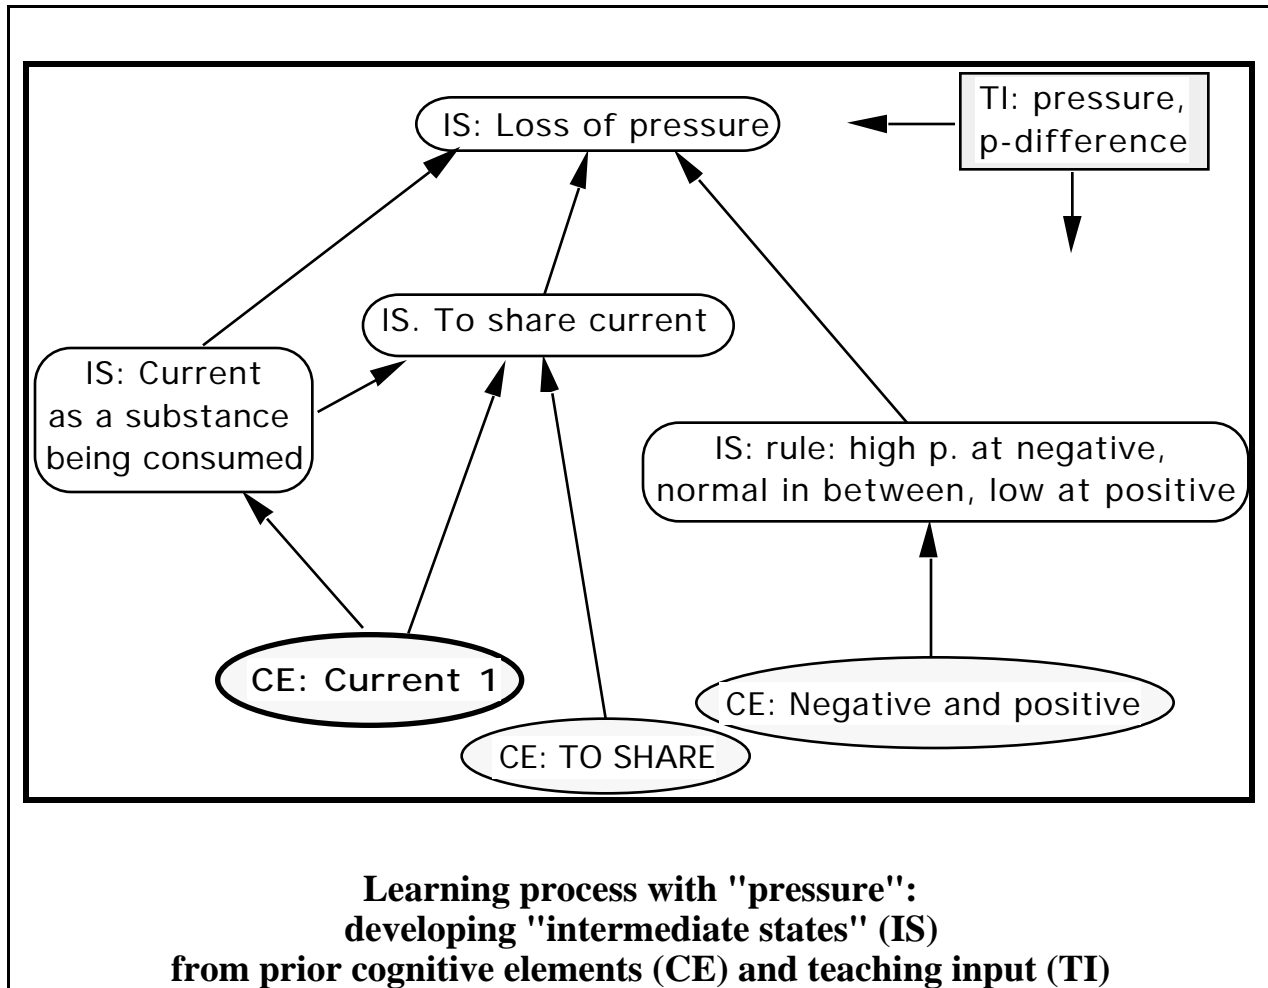 IS: Loss of pressure
TI: pressure,
p-difference
IS. To share current
IS: Current
as a substance
being consumed
IS: rule: high p. at negative,
normal in between, low at positive
CE: Current 1
CE: Negative and positive
CE: TO SHARE
Learning process with "pressure":
developing "intermediate states" (IS)
from prior cognitive elements (CE) and teaching input (TI)